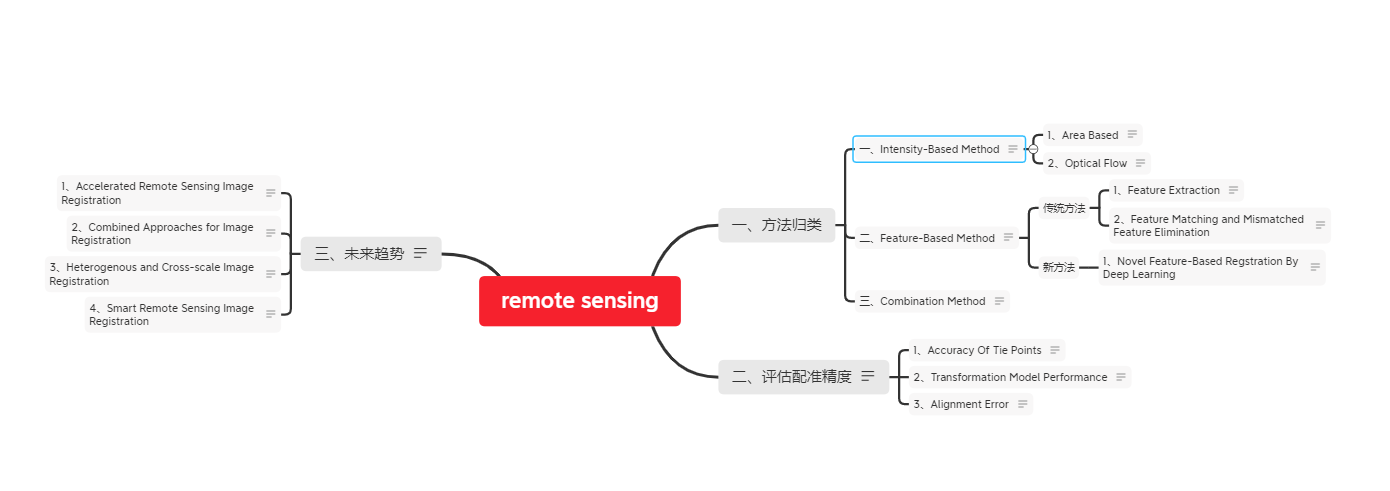 remote sensing
一、方法归类
一、Intensity-Based Method
1、Area Based
2、Optical Flow
二、Feature-Based Method
传统方法
1、Feature Extraction
2、Feature Matching and Mismatched
Feature Elimination
新方法
1、Novel Feature-Based Regstration By
Deep Learning
三、Combination Method
二、评估配准精度
1、Accuracy Of Tie Points
2、Transformation Model Performance
3、Alignment Error
三、未来趋势
1、Accelerated Remote Sensing Image
Registration
2、Combined Approaches for Image
Registration
3、Heterogenous and Cross-scale Image
Registration
4、Smart Remote Sensing Image
Registration